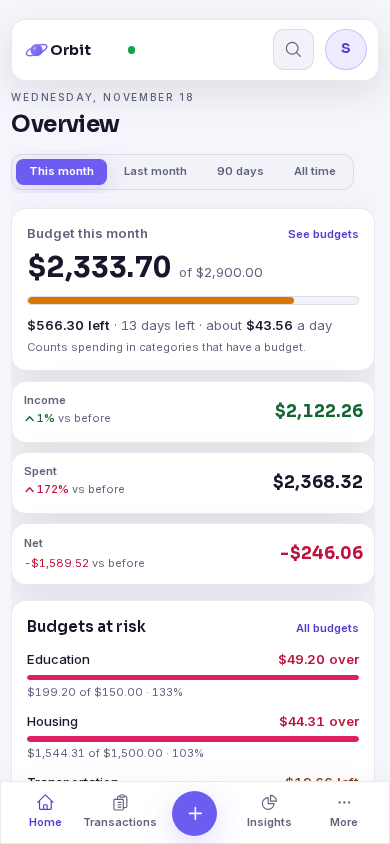 Orbit
S
WEDNESDAY, NOVEMBER 18
Overview
This month
Last month
90 days
All time
Budget this month
See budgets
$2,333.70 of $2,900.00
$566.30 left · 13 days left · about $43.56 a day
Counts spending in categories that have a budget.
Income
$2,122.26
1% vs before
Spent
$2,368.32
172% vs before
Net
-$246.06
-$1,589.52 vs before
Budgets at risk
All budgets
Education
$49.20 over
$199.20 of $150.00 · 133%
Housing
$44.31 over
$1,544.31 of $1,500.00 · 103%
Home
Transactions
Insights
More